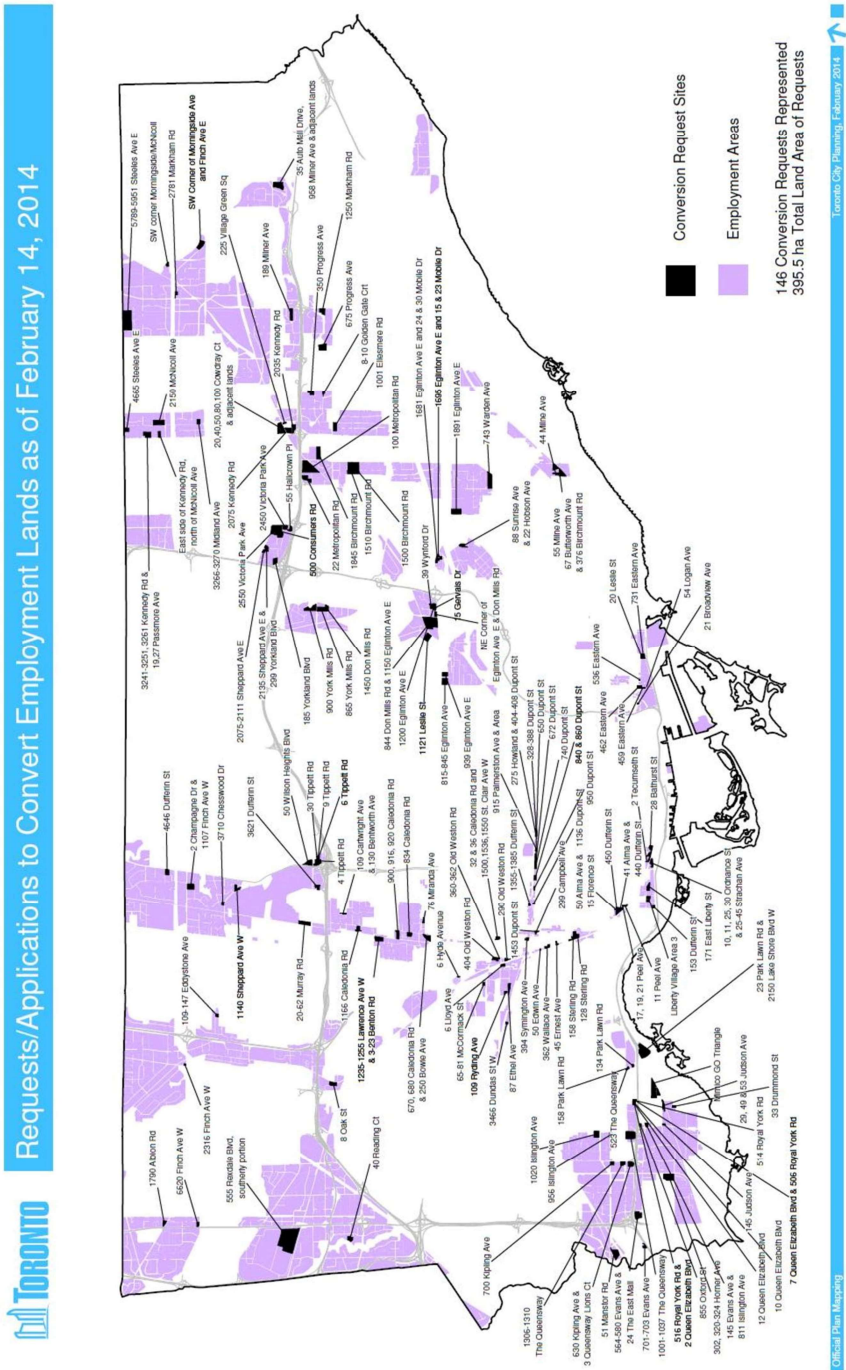 TORONTO
Requests/Applications to Convert Employment Lands as of February 14, 2014
1790 Albion Rd
6620 Finch Ave W
2316 Finch Ave W
555 Rexdale Blvd,
southerly portion
109-147 Eddystone Ave
4646 Dufferin St
2 Champagne Dr &
1107 Finch Ave W
3710 Chesswood Dr
1140 Sheppard Ave W
3621 Dufferin St
50 Wilson Heights Blvd
30 Tippett Rd
9 Tippett Rd
6 Tippett Rd
4 Tippett Rd
20-62 Murray Rd
109 Cartwright Ave
& 130 Bentworth Ave
1166 Caledonia Rd
900, 916, 920 Caledonia Rd
834 Caledonia Rd
1235-1255 Lawrence Ave W
& 3-23 Benton Rd
76 Miranda Ave
670, 680 Caledonia Rd
& 250 Bowie Ave
6 Hyde Avenue
8 Oak St
40 Reading Ct
3241-3251, 3261 Kennedy Rd &
19,27 Passmore Ave
4665 Steeles Ave E
2150 McNicoll Ave
East side of Kennedy Rd,
north of McNicoll Ave
3266-3270 Midland Ave
5789-5951 Steeles Ave E
SW corner Morningside/McNicoll
2781 Markham Rd
SW Corner of Morningside Ave
and Finch Ave E
225 Village Green Sq
20,40,50,80,100 Cowdray Ct
& adjacent lands
2035 Kennedy Rd
2075 Kennedy Rd
189 Milner Ave
35 Auto Mall Drive,
958 Milner Ave & adjacent lands
1250 Markham Rd
350 Progress Ave
675 Progress Ave
8-10 Golden Gate Crt
1001 Ellesmere Rd
100 Metropolitan Rd
2550 Victoria Park Ave
2450 Victoria Park Ave
55 Hallcrown Pl
500 Consumers Rd
22 Metropolitan Rd
1845 Birchmount Rd
1510 Birchmount Rd
1500 Birchmount Rd
2075-2111 Sheppard Ave E
2135 Sheppard Ave E &
299 Yorkland Blvd
185 Yorkland Blvd
900 York Mills Rd
865 York Mills Rd
1450 Don Mills Rd
844 Don Mills Rd & 1150 Eglinton Ave E
1200 Eglinton Ave E
1121 Leslie St
39 Wynford Dr
15 Gervais Dr
NE Corner of
Eglinton Ave E & Don Mills Rd
815-845 Eglinton Ave E
939 Eglinton Ave E
1681 Eglinton Ave E and 24 & 30 Mobile Dr
1695 Eglinton Ave E and 15 & 23 Mobile Dr
1891 Eglinton Ave E
743 Warden Ave
88 Sunrise Ave
& 22 Hobson Ave
44 Milne Ave
55 Milne Ave
67 Butterworth Ave
& 376 Birchmount Rd
360-362 Old Weston Rd
32 & 36 Caledonia Rd and
1500,1536,1550 St. Clair Ave W
404 Old Weston Rd
290 Old Weston Rd
915 Palmerston Ave & Area
275 Howland & 404-408 Dupont St
328-388 Dupont St
650 Dupont St
672 Dupont St
740 Dupont St
840 & 860 Dupont St
950 Dupont St
1136 Dupont St
1355-1385 Dufferin St
1453 Dupont St
299 Campbell Ave
50 Alma Ave &
15 Florence St
6 Lloyd Ave
65-81 McCormack St
109 Ryding Ave
3466 Dundas St W
87 Ethel Ave
394 Symington Ave
50 Edwin Ave
362 Wallace Ave
45 Ernest Ave
158 Sterling Rd
128 Sterling Rd
450 Dufferin St
41 Alma Ave &
440 Dufferin St
2 Tecumseth St
28 Bathurst St
10, 11, 25, 30 Ordnance St
& 25-45 Strachan Ave
171 East Liberty St
153 Dufferin St
Liberty Village Area 3
11 Peel Ave
17, 19, 21 Peel Ave
536 Eastern Ave
462 Eastern Ave
459 Eastern Ave
20 Leslie St
731 Eastern Ave
54 Logan Ave
21 Broadview Ave
23 Park Lawn Rd &
2150 Lake Shore Blvd W
134 Park Lawn Rd
158 Park Lawn Rd
Mimico GO Triangle
29, 49 & 53 Judson Ave
33 Drummond St
514 Royal York Rd
145 Judson Ave
7 Queen Elizabeth Blvd & 506 Royal York Rd
10 Queen Elizabeth Blvd
12 Queen Elizabeth Blvd
1020 Islington Ave
956 Islington Ave
523 The Queensway
700 Kipling Ave
1306-1310
The Queensway
630 Kipling Ave &
3 Queensway Lions Ct
51 Manstor Rd
564-580 Evans Ave &
24 The East Mall
701-703 Evans Ave
1001-1037 The Queensway
516 Royal York Rd &
2 Queen Elizabeth Blvd
855 Oxford St
302, 320-324 Horner Ave
145 Evans Ave &
811 Islington Ave
Conversion Request Sites
Employment Areas
146 Conversion Requests Represented
395.5 ha Total Land Area of Requests
Official Plan Mapping
Toronto City Planning, February 2014